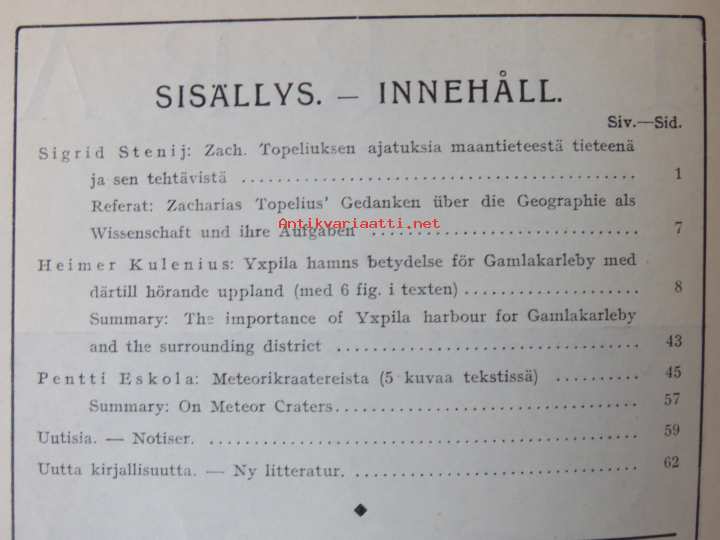 SISÄLLYS. — INNEHÅLL.
Siv.—Sid.
Sigrid Stenij: Zach. Topeliuksen ajatuksia maantieteestä tieteenä
ja sen tehtävistä ........................................ 1
Referat: Zacharias Topelius' Gedanken über die Geographie als
Antikvariaatti.net
Wissenschaft und ihre Aufgaben ........................... 7
Heimer Kulenius: Yxpila hamns betydelse för Gamlakarleby med
därtill hörande uppland (med 6 fig. i texten) .................. 8
Summary: The importance of Yxpila harbour for Gamlakarleby
and the surrounding district ............................... 43
Pentti Eskola: Meteorikraatereista (5 kuvaa tekstissä) .......... 45
Summary: On Meteor Craters............................... 57
Uutisia. — Notiser. ........................................... 59
Uutta kirjallisuutta. — Ny litteratur. ............................. 62